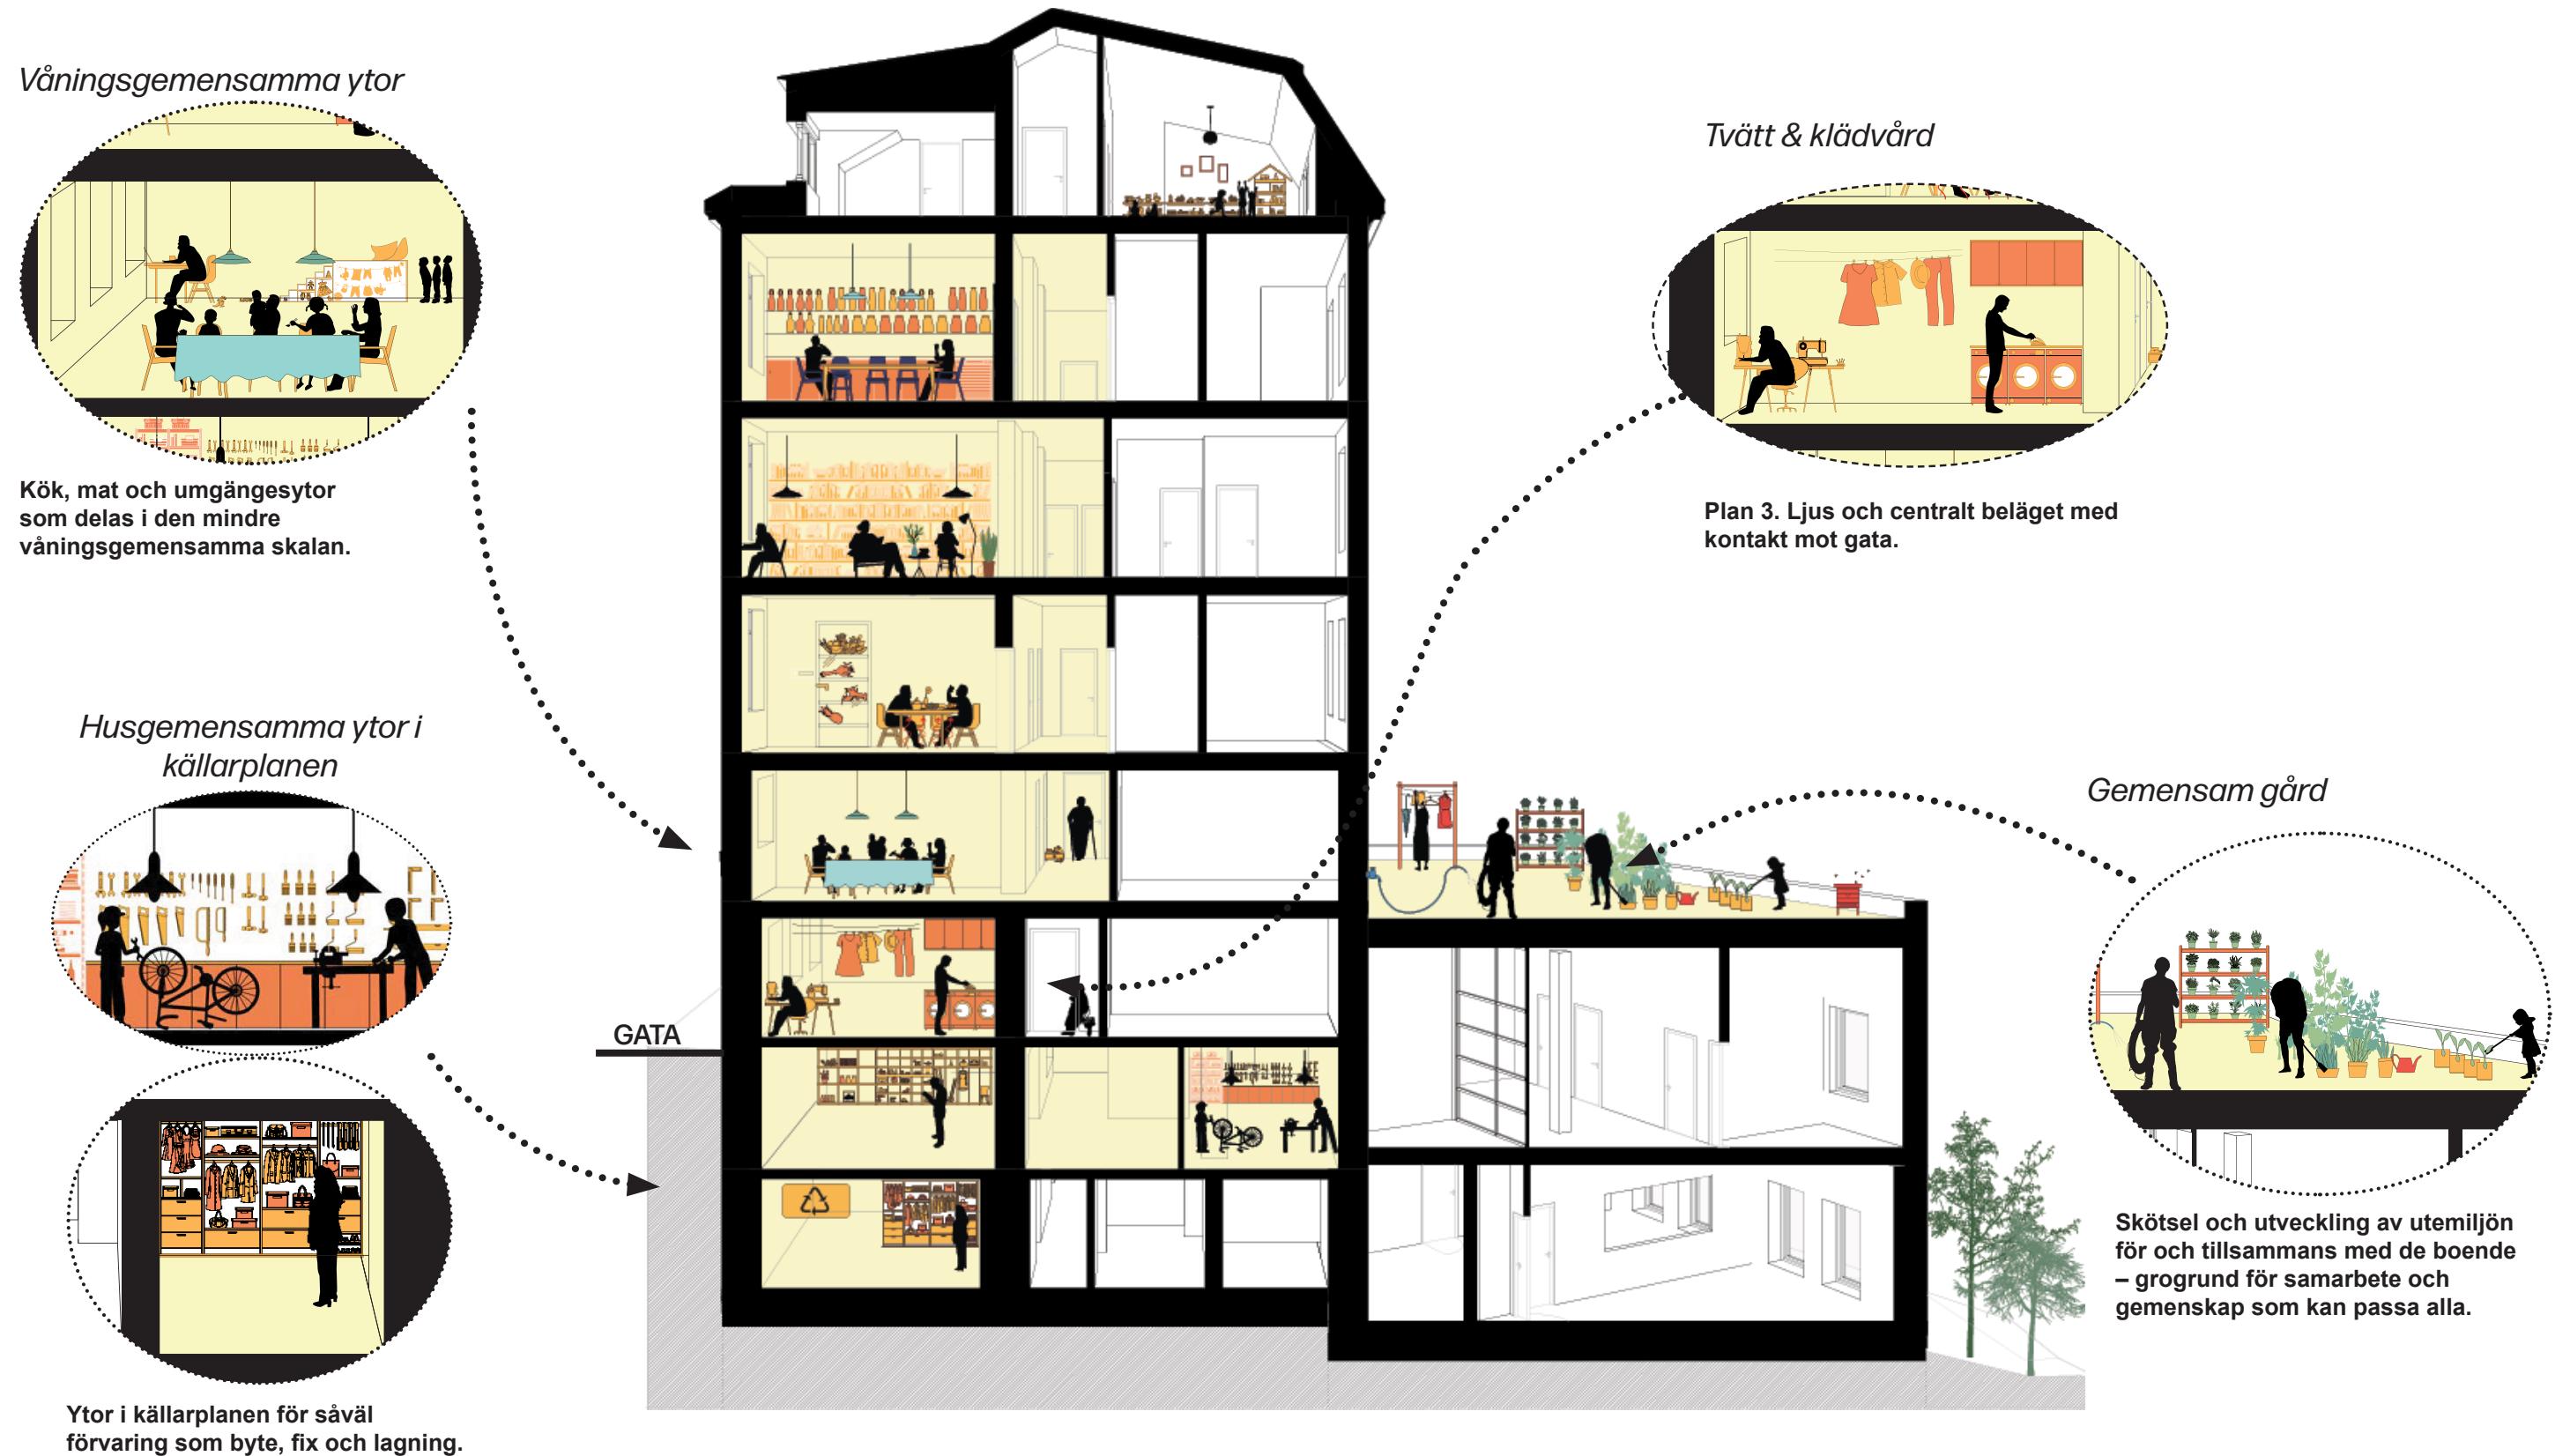 Våningsgemensamma ytor
Kök, mat och umgängesytor
som delas i den mindre
våningsgemensamma skalan.
Husgemensamma ytor i
källarplanen
Ytor i källarplanen för såväl
förvaring som byte, fix och lagning.
GATA
Tvätt & klädvård
Plan 3. Ljus och centralt beläget med
kontakt mot gata.
Gemensam gård
Skötsel och utveckling av utemiljön
för och tillsammans med de boende
– grogrund för samarbete och
gemenskap som kan passa alla.